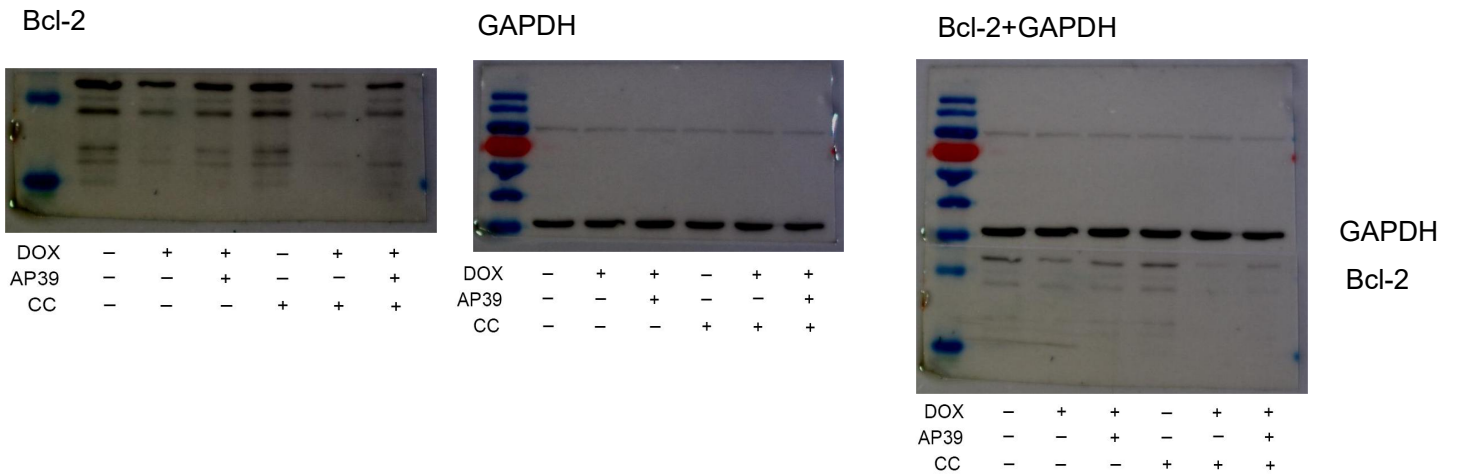 Bcl-2
DOX – + + – + +
AP39 – – + – – +
CC – – – + + +
GAPDH
DOX – + + – + +
AP39 – – + – – +
CC – – – + + +
Bcl-2+GAPDH
GAPDH
Bcl-2
DOX – + + – + +
AP39 – – + – – +
CC – – – + + +